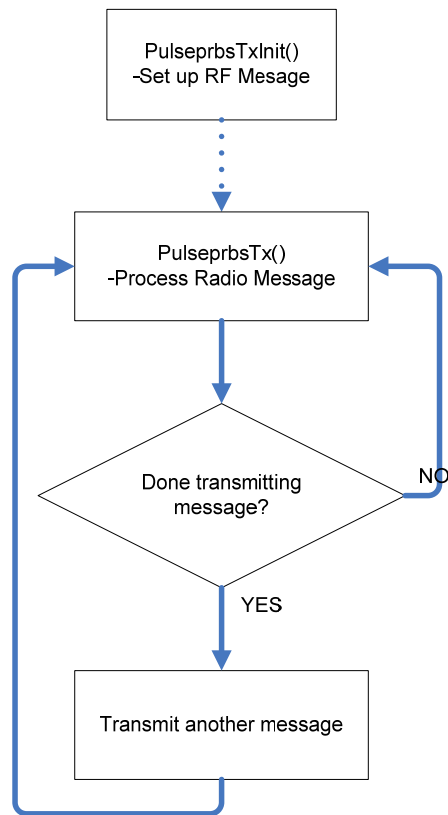 PulseprbsTxInit()
-Set up RF Mesage
PulseprbsTx()
-Process Radio Message
Done transmitting
message?
NO
YES
Transmit another message